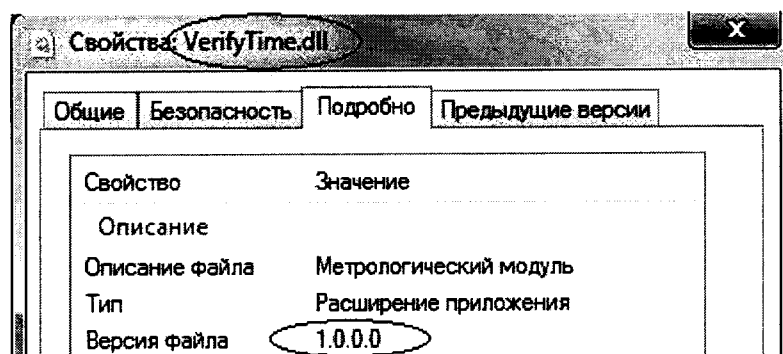 Свойства: VerifyTime.dll
Общие Безопасность Подробно Предыдущие версии
Свойство Значение
Описание
Описание файла Метрологический модуль
Тип Расширение приложения
Версия файла 1.0.0.0